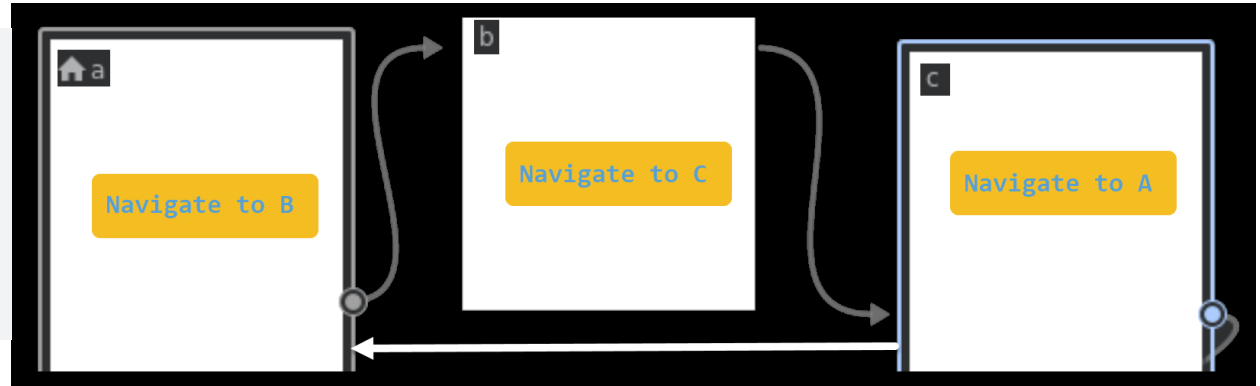 a
Navigate to B
b
Navigate to C
c
Navigate to A